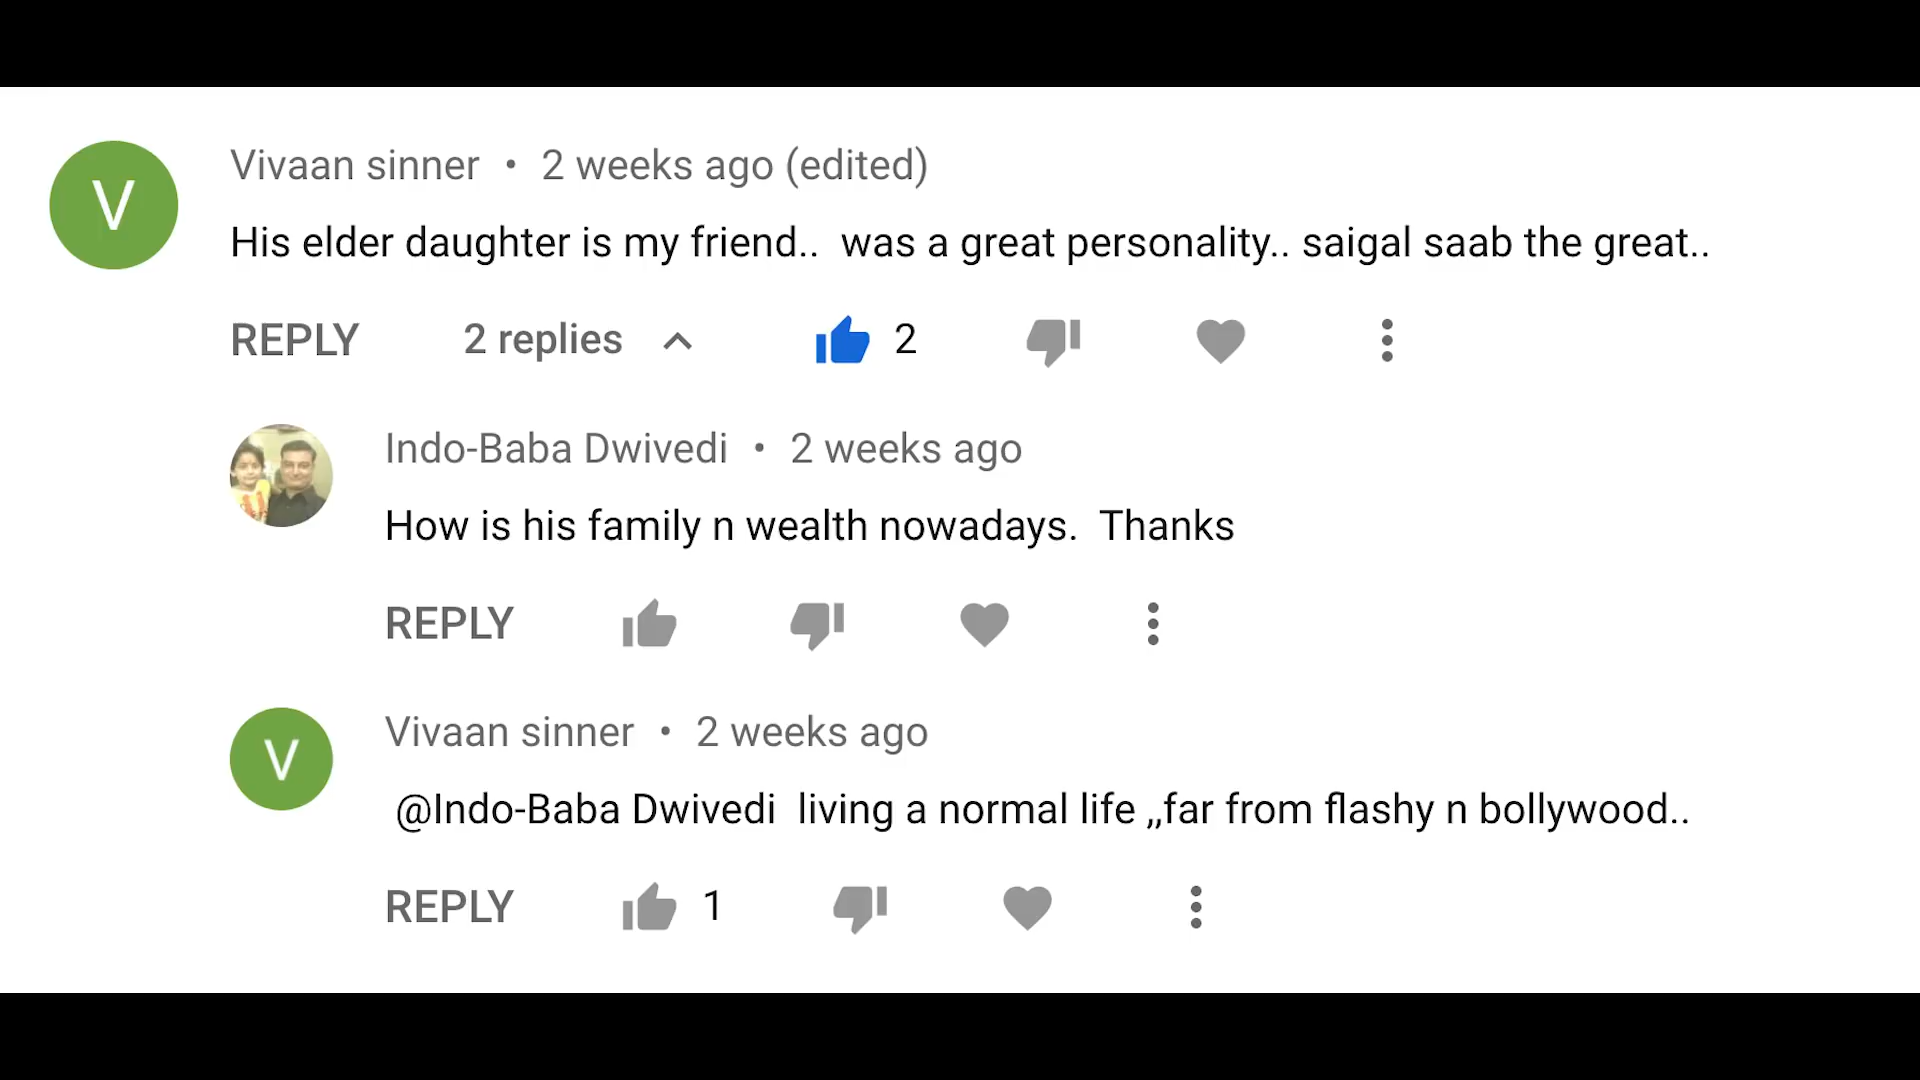 V
Vivaan sinner • 2 weeks ago (edited)
His elder daughter is my friend..  was a great personality.. saigal saab the great..
REPLY 2 replies 2
Indo-Baba Dwivedi • 2 weeks ago
How is his family n wealth nowadays.  Thanks
REPLY
V
Vivaan sinner • 2 weeks ago
@Indo-Baba Dwivedi  living a normal life ,,far from flashy n bollywood..
REPLY 1